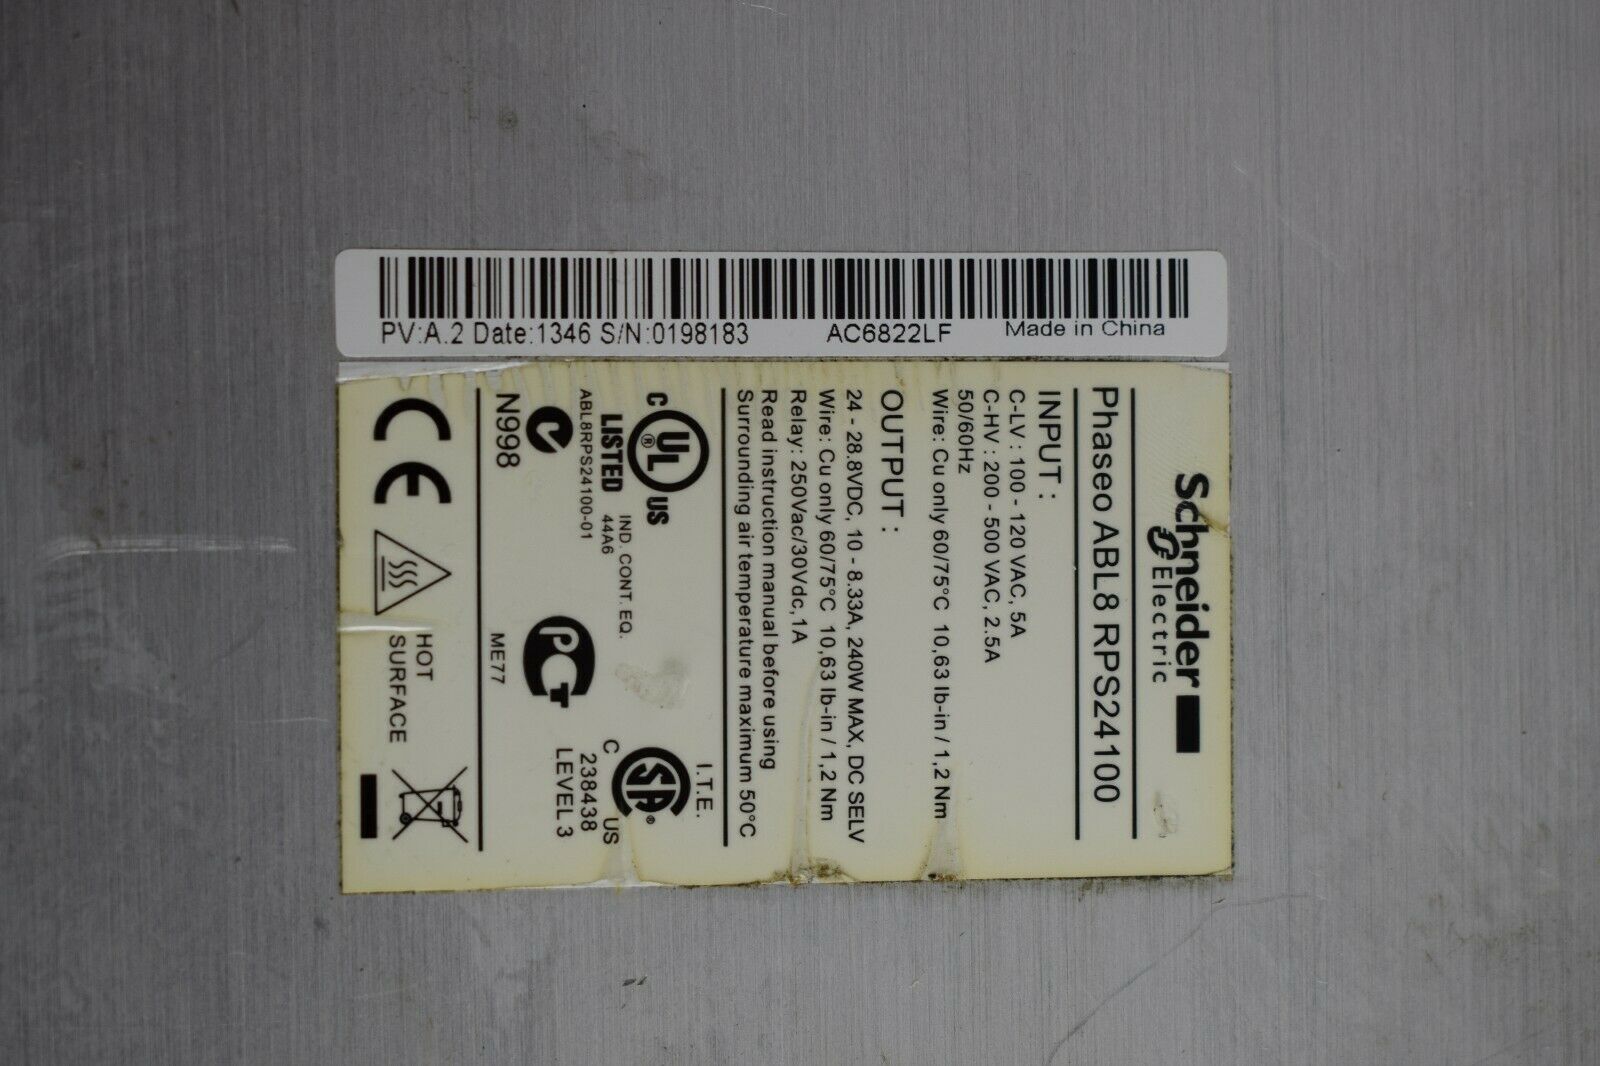 PV:A.2 Date:1346 S/N:0198183 AC6822LF Made in China
Schneider
Electric
Phaseo ABL8 RPS24100
INPUT :
C-LV : 100 - 120 VAC, 5A
C-HV : 200 - 500 VAC, 2.5A
50/60Hz
Wire: Cu only 60/75°C 10,63 lb-in / 1,2 Nm
OUTPUT :
24 - 28.8VDC, 10 - 8.33A, 240W MAX, DC SELV
Wire: Cu only 60/75°C 10,63 lb-in / 1,2 Nm
Relay: 250Vac/30Vdc, 1A
Read instruction manual before using
Surrounding air temperature maximum 50°C
C UL ® US
LISTED
IND. CONT. EQ.
44A6
ABL8RPS24100-01
I.T.E.
SA ®
C US
238438
LEVEL 3
N998
ME77
CE
HOT
SURFACE